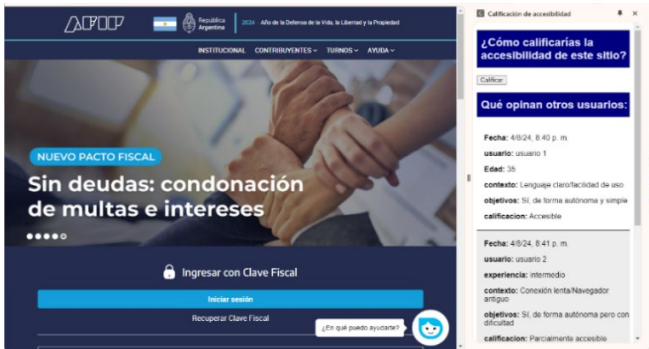 AFIP
República
Argentina
2024 Año de la Defensa de la Vida, la Libertad y la Propiedad
INSTITUCIONAL CONTRIBUYENTES TURNOS AYUDA
NUEVO PACTO FISCAL
Sin deudas: condonación
de multas e intereses
Ingresar con Clave Fiscal
Iniciar sesión
Recuperar Clave Fiscal
¿En qué puedo ayudarte?
Calificación de accesibilidad
¿Cómo calificarías la
accesibilidad de este sitio?
Calificar
Qué opinan otros usuarios:
Fecha: 4/8/24, 8:40 p. m.
usuario: usuario 1
Edad: 35
contexto: Lenguaje claro/facilidad de uso
objetivos: Sí, de forma autónoma y simple
calificacion: Accesible
Fecha: 4/8/24, 8:41 p. m.
usuario: usuario 2
experiencia: intermedio
contexto: Conexión lenta/Navegador
antiguo
objetivos: Sí, de forma autónoma pero con
dificultad
calificacion: Parcialmente accesible